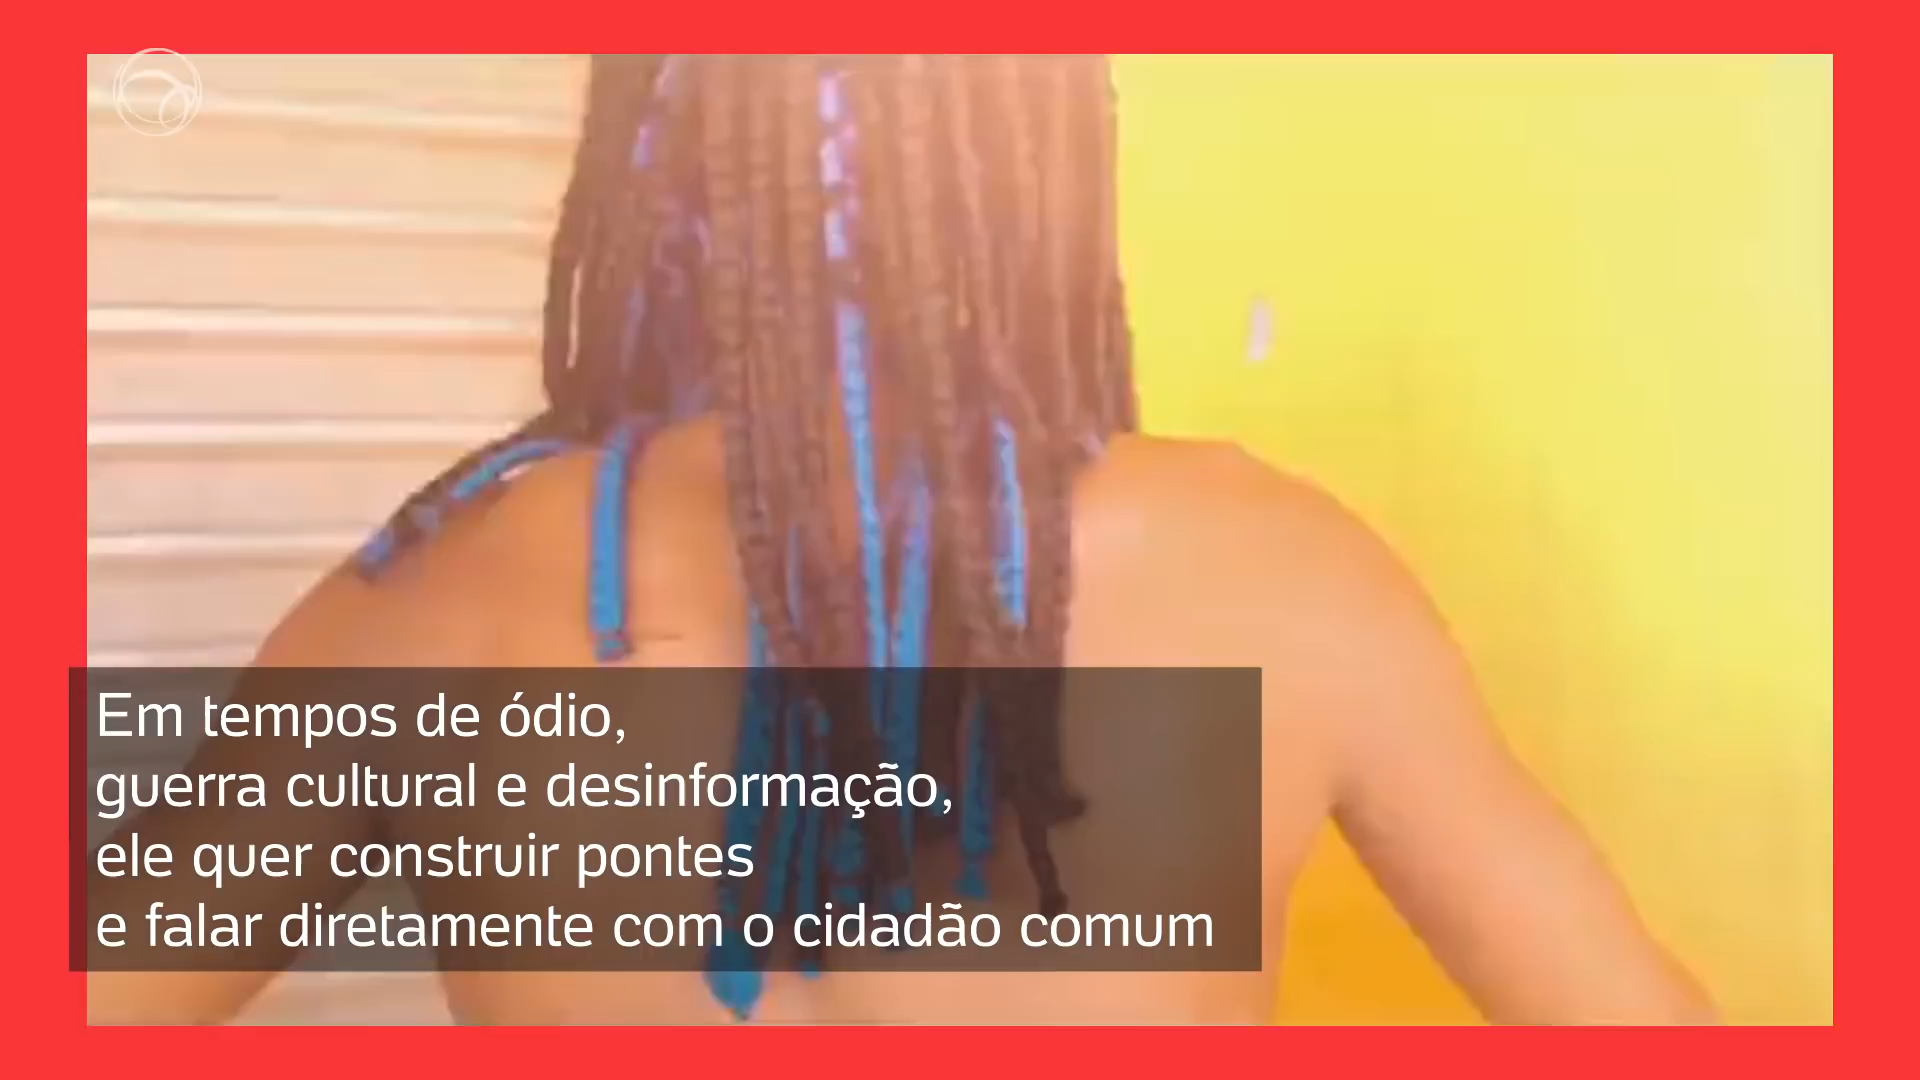 Em tempos de ódio,
guerra cultural e desinformação,
ele quer construir pontes
e falar diretamente com o cidadão comum